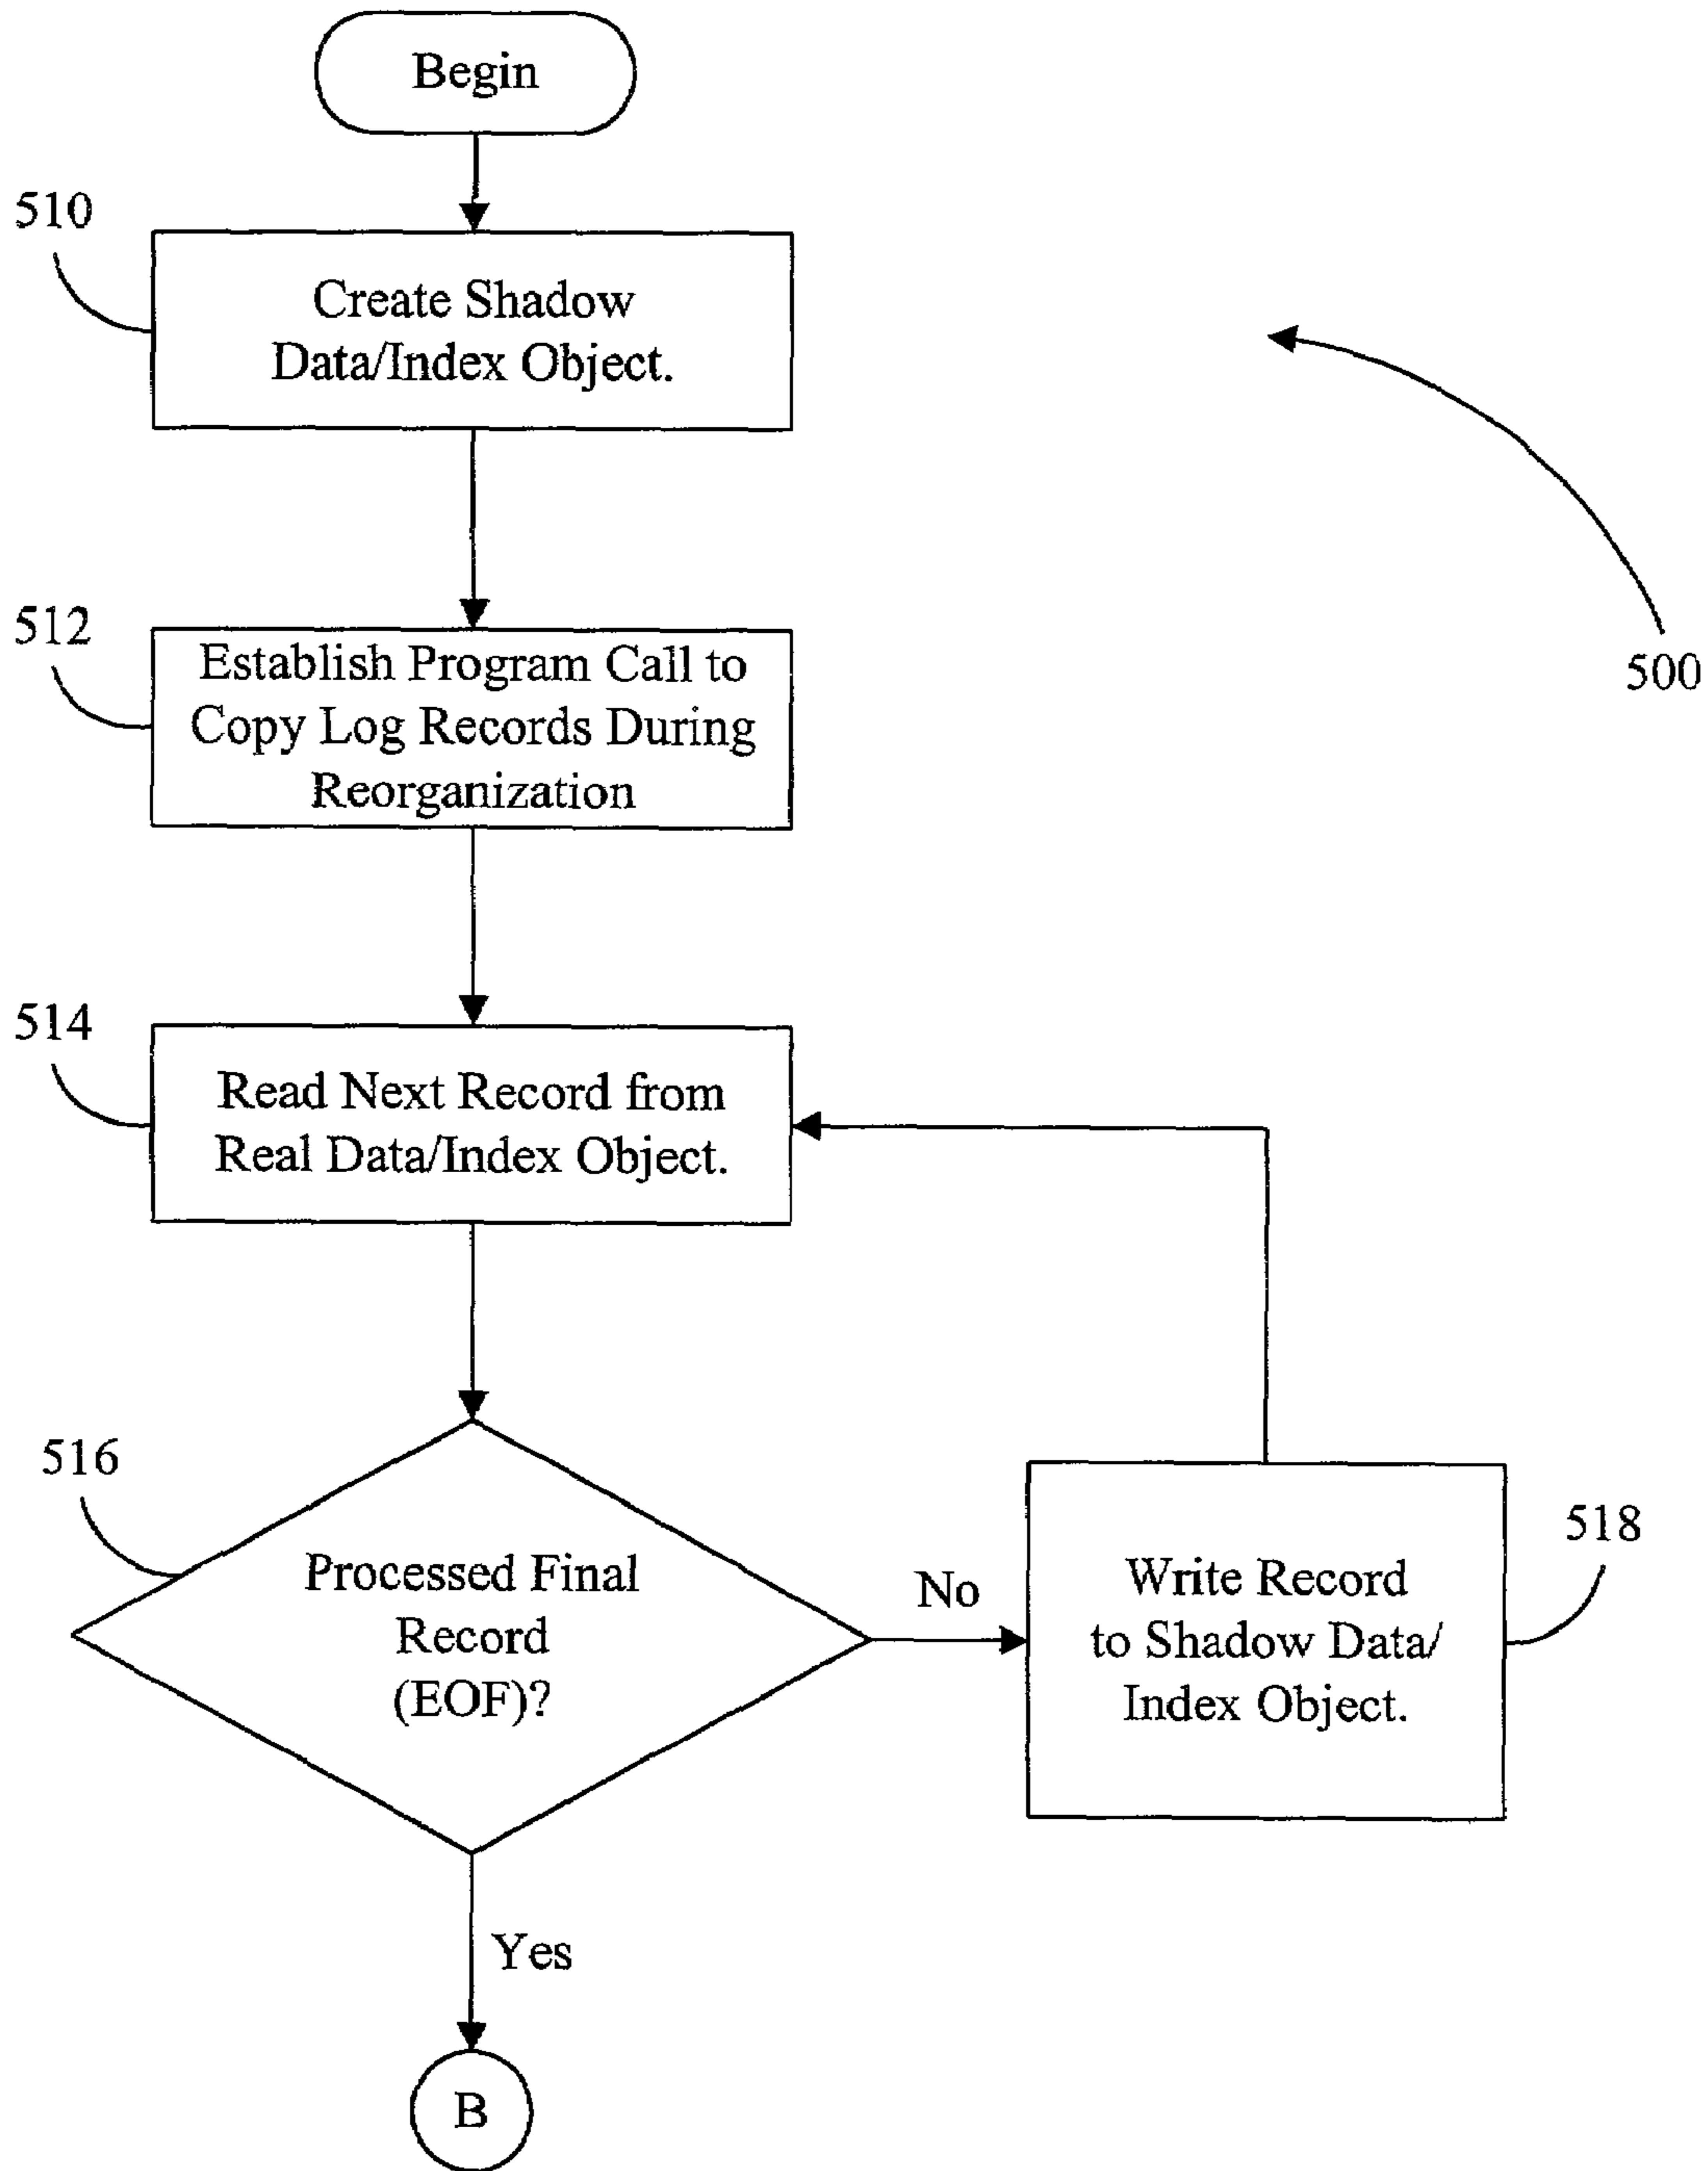 Begin
510
Create Shadow
Data/Index Object.
512
Establish Program Call to
Copy Log Records During
Reorganization
500
514
Read Next Record from
Real Data/Index Object.
516
Processed Final
Record
(EOF)?
No
518
Write Record
to Shadow Data/
Index Object.
Yes
B